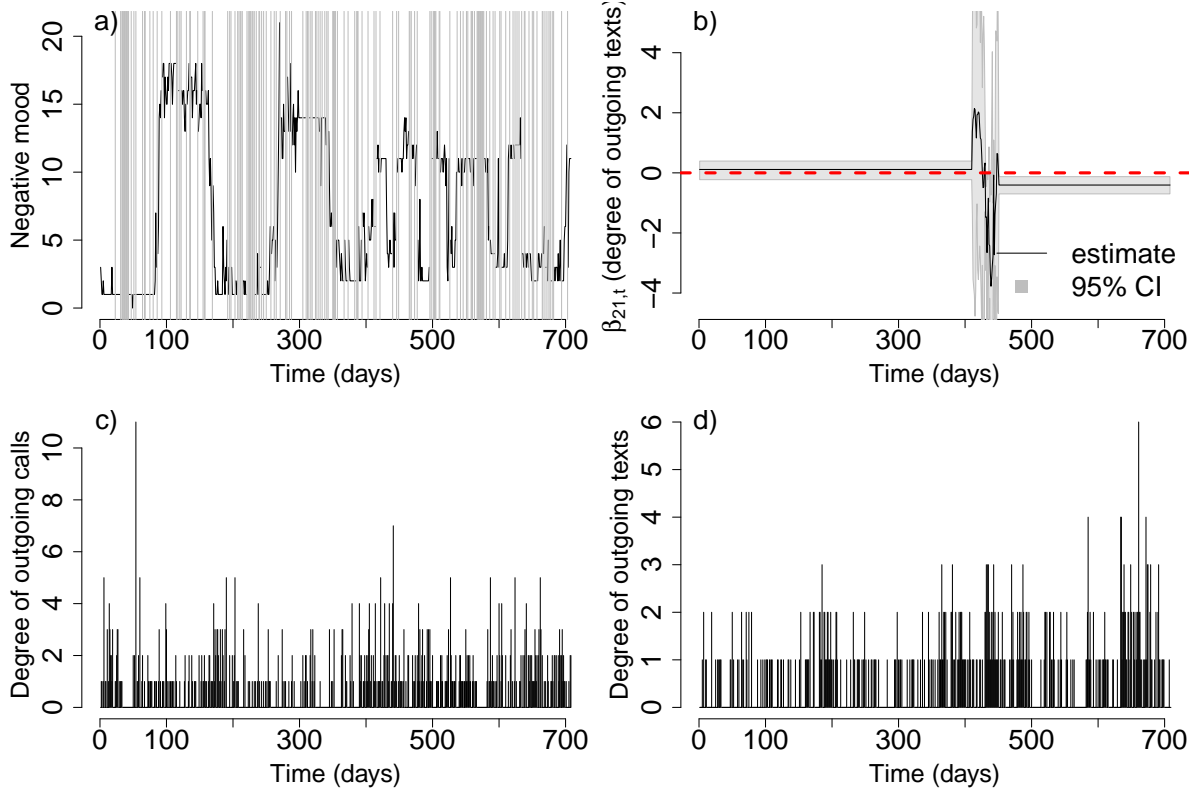 a)
Negative mood
20
15
10
5
0
0 100 300 500 700
Time (days)
b)
β21,t (degree of outgoing texts)
4
2
0
−2
−4
estimate
95% CI
0 100 300 500 700
Time (days)
c)
Degree of outgoing calls
10
8
6
4
2
0
0 100 300 500 700
Time (days)
d)
Degree of outgoing texts
6
5
4
3
2
1
0
0 100 300 500 700
Time (days)